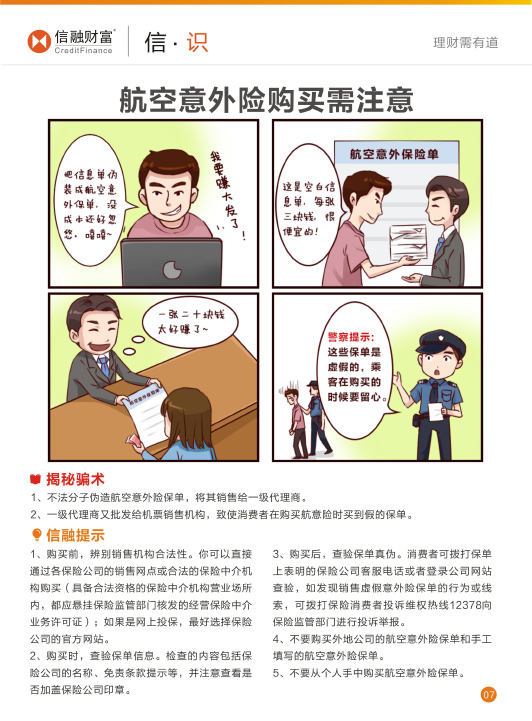 信融财富
CreditFinance
信·识
理财需有道
航空意外险购买需注意
把信息单伪
装成航空意
外保单，没
成本还好忽
悠。嘻嘻~
我要赚大发了！
航空意外保险单
这是空白信
息单，每张
三块钱，很
便宜的！
一张二十块钱
太好赚了~
航空意外保险单
警察提示：
这些保单是
虚假的，乘
客在购买的
时候要留心。
揭秘骗术
1、不法分子伪造航空意外险保单，将其销售给一级代理商。
2、一级代理商又批发给机票销售机构，致使消费者在购买航意险时买到假的保单。
信融提示
1、购买前，辨别销售机构合法性。你可以直接
通过各保险公司的销售网点或合法的保险中介机
构购买（具备合法资格的保险中介机构营业场所
内，都应悬挂保险监管部门核发的经营保险中介
业务许可证）；如果是网上投保，最好选择保险
公司的官方网站。
2、购买时，查验保单信息。检查的内容包括保
险公司的名称、免责条款提示等，并注意查看是
否加盖保险公司印章。
3、购买后，查验保单真伪。消费者可拨打保单
上表明的保险公司客服电话或者登录公司网站
查验，如发现销售虚假意外险保单的行为或线
索，可拨打保险消费者投诉维权热线12378向
保险监管部门进行投诉举报。
4、不要购买外地公司的航空意外险保单和手工
填写的航空意外险保单。
5、不要从个人手中购买航空意外险保单。
07